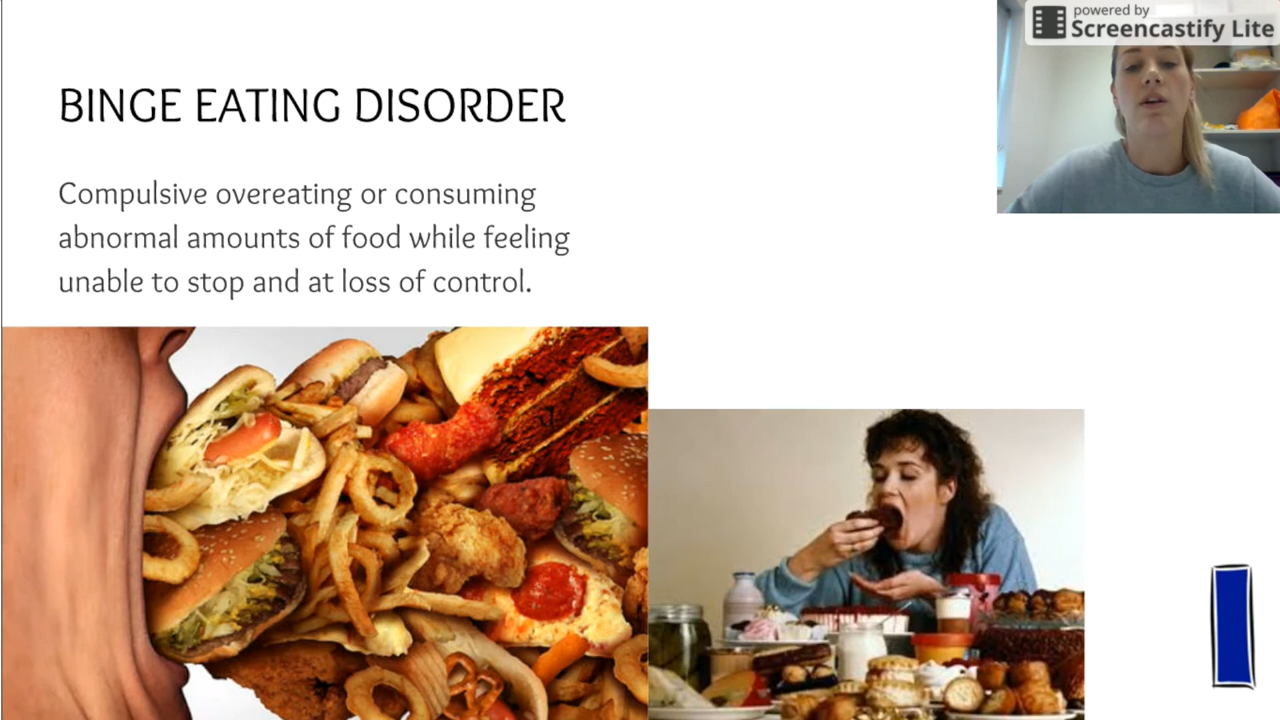 powered by
Screencastify Lite
BINGE EATING DISORDER
Compulsive overeating or consuming
abnormal amounts of food while feeling
unable to stop and at loss of control.